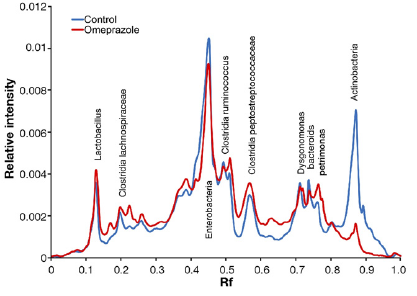 0.012
0.01
0.008
0.006
0.004
0.002
0
Relative intensity
Control
Omeprazole
Lactobacillus
Clostridia lachnospiraceae
Enterobacteria
Clostridia ruminococcus
Clostridia peptostreptococcaceae
Dysgonomonas
bacteroids
petrimonas
Actinobacteria
0 0.1 0.2 0.3 0.4 0.5 0.6 0.7 0.8 0.9 1.0
Rf